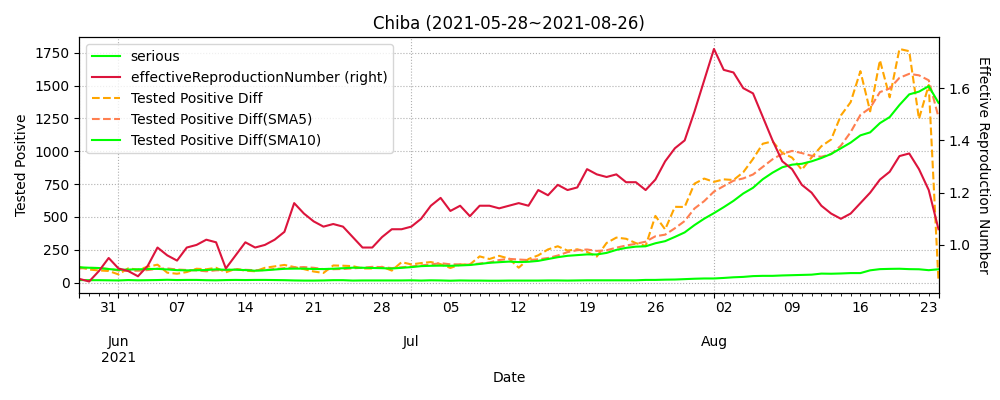 Chiba (2021-05-28~2021-08-26)
serious
effectiveReproductionNumber (right)
Tested Positive Diff
Tested Positive Diff(SMA5)
Tested Positive Diff(SMA10)
Tested Positive
1750
1500
1250
1000
750
500
250
0
Effective Reproduction Number
1.6
1.4
1.2
1.0
31 07 14 21 28 05 12 19 26 02 09 16 23
Jun Jul Aug
2021
Date